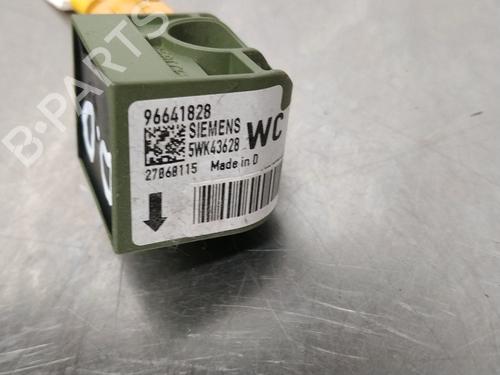 96641828
SIEMENS
5WK43628
WC
27868115 Made in D
B-PARTS
D.D